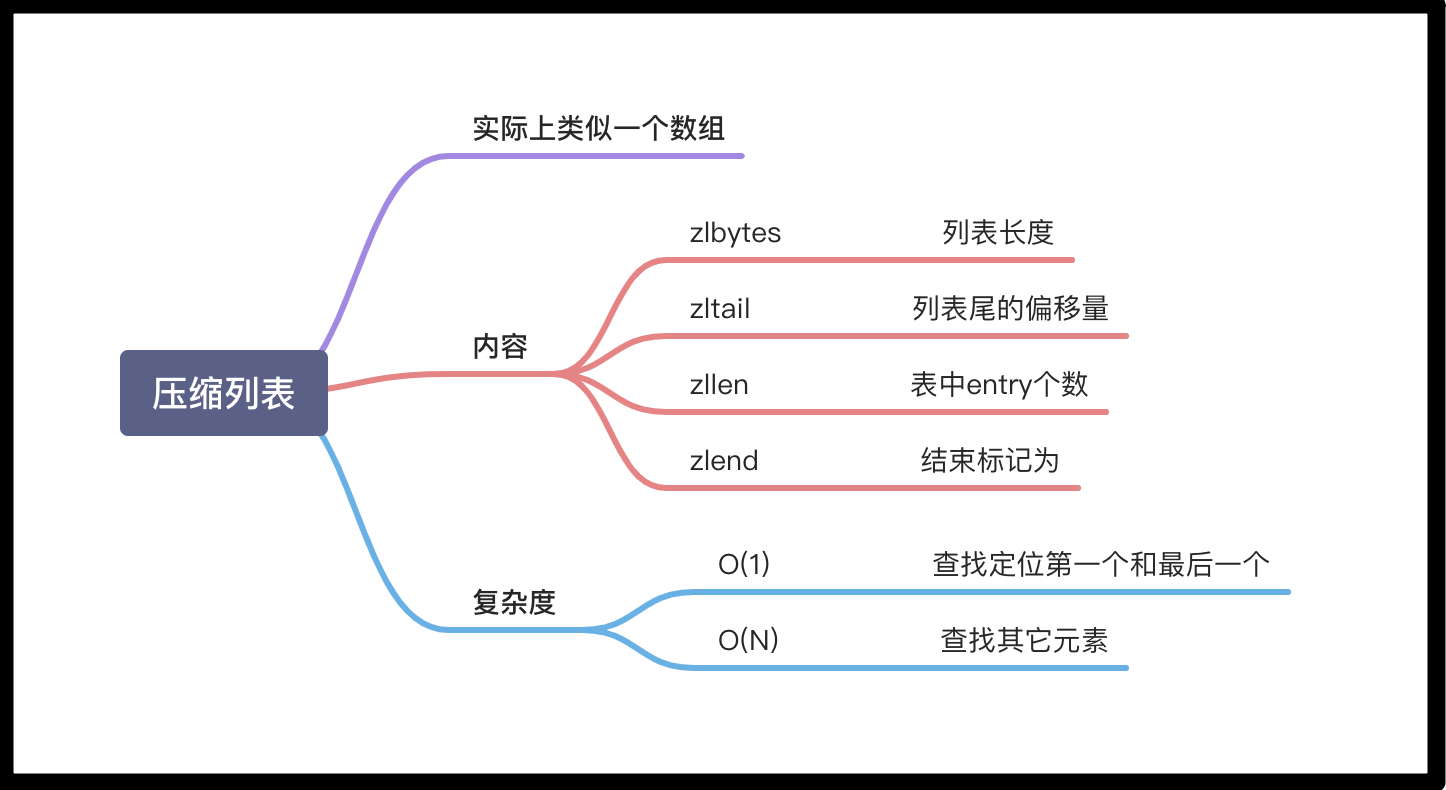 实际上类似一个数组
zlbytes 列表长度
zltail 列表尾的偏移量
内容
zllen 表中entry个数
压缩列表
zlend 结束标记为
O(1) 查找定位第一个和最后一个
复杂度
O(N) 查找其它元素